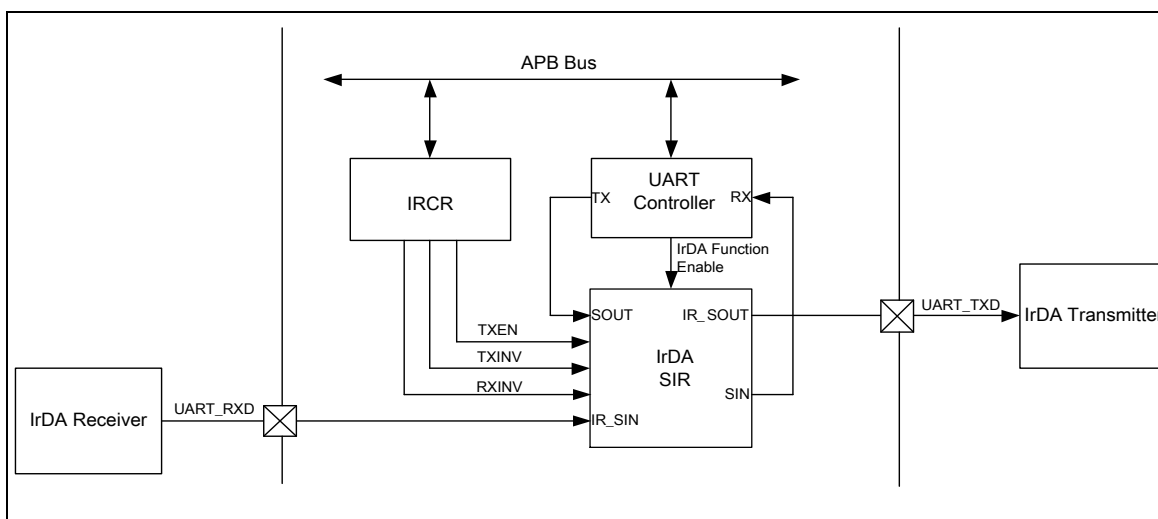 APB Bus
IRCR
UART
Controller
TX
RX
IrDA Function
Enable
SOUT
IR_SOUT
TXEN
IrDA
SIR
TXINV
RXINV
SIN
IR_SIN
IrDA Receiver
UART_RXD
UART_TXD
IrDA Transmitter